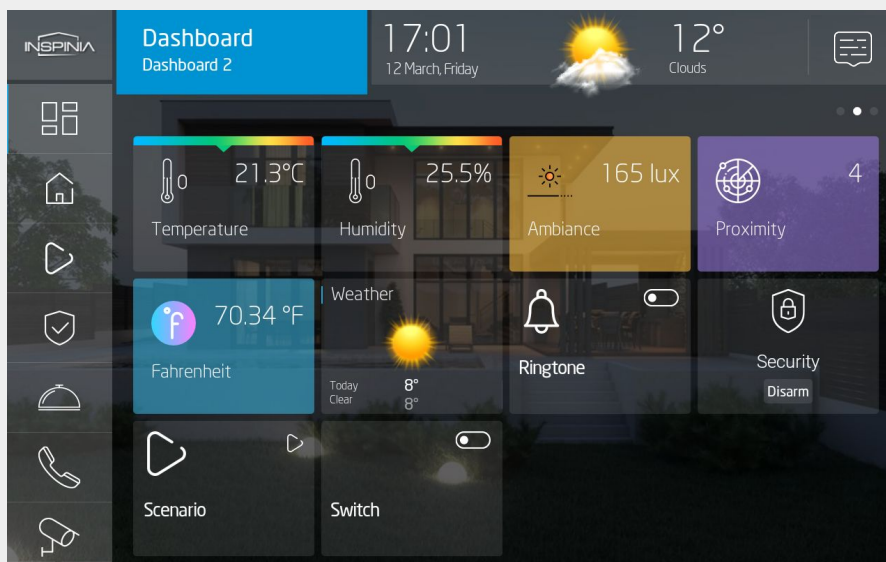 INSPINIA
Dashboard
Dashboard 2
17:01
12 March, Friday
12°
Clouds
0
21.3°C
Temperature
0
25.5%
Humidity
165 lux
Ambiance
4
Proximity
°F
70.34 °F
Fahrenheit
Weather
Today
Clear
8°
8°
Ringtone
Security
Disarm
Scenario
Switch